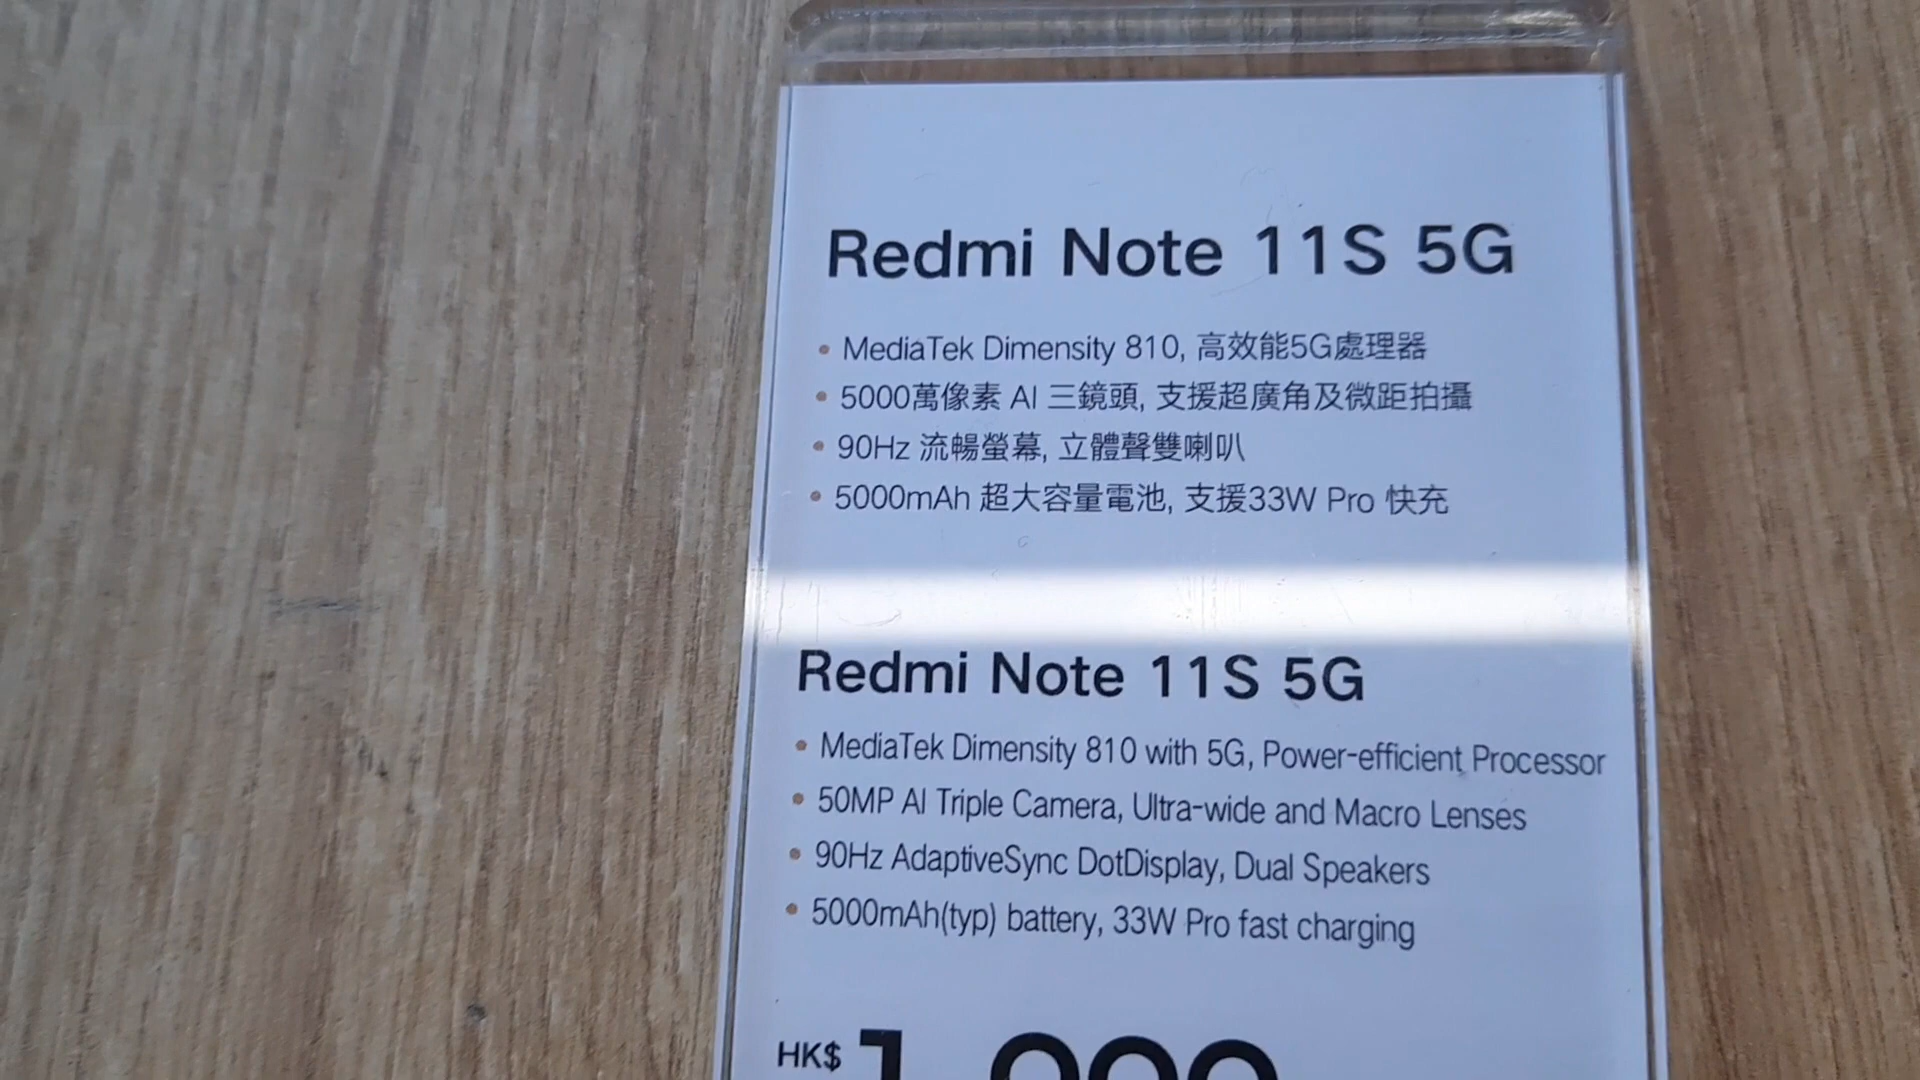 Redmi Note 11S 5G
• MediaTek Dimensity 810, 高效能5G處理器
• 5000萬像素 AI 三鏡頭, 支援超廣角及微距拍攝
• 90Hz 流暢螢幕, 立體聲雙喇叭
• 5000mAh 超大容量電池, 支援33W Pro 快充
Redmi Note 11S 5G
• MediaTek Dimensity 810 with 5G, Power-efficient Processor
• 50MP AI Triple Camera, Ultra-wide and Macro Lenses
• 90Hz AdaptiveSync DotDisplay, Dual Speakers
• 5000mAh(typ) battery, 33W Pro fast charging
HK$